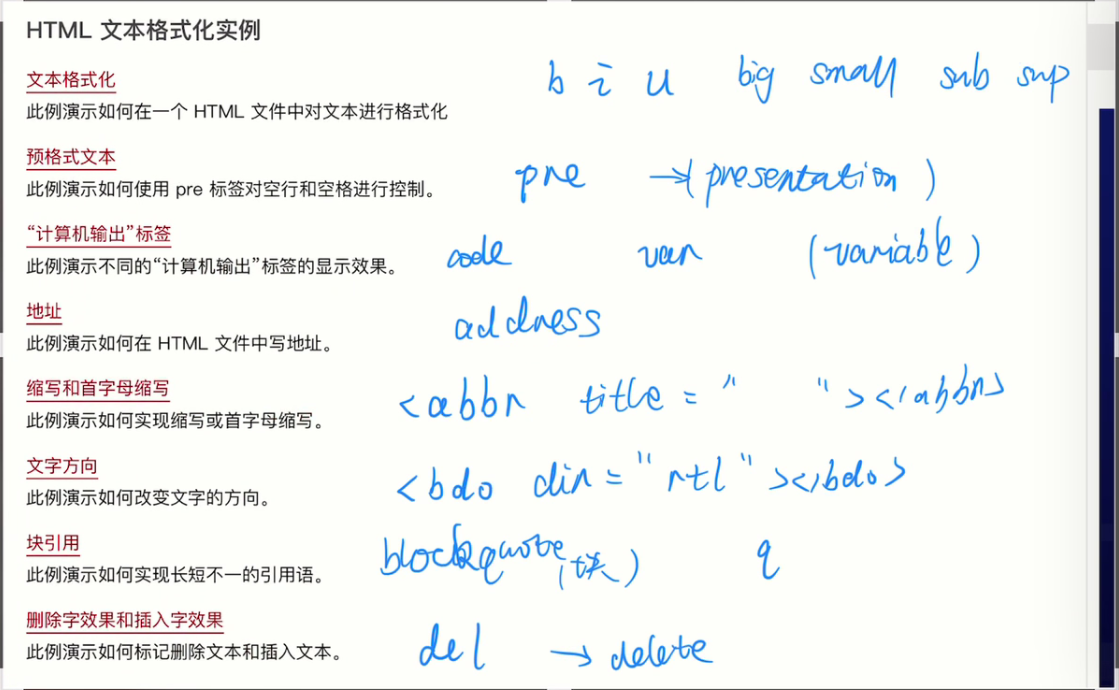 HTML 文本格式化实例
文本格式化
b i u big small sub sup
此例演示如何在一个 HTML 文件中对文本进行格式化
预格式文本
此例演示如何使用 pre 标签对空行和空格进行控制。
pre →(presentation)
“计算机输出”标签
此例演示不同的“计算机输出”标签的显示效果。
code var (variable)
地址
address
此例演示如何在 HTML 文件中写地址。
缩写和首字母缩写
此例演示如何实现缩写或首字母缩写。
<abbr title = " "></abbr>
文字方向
此例演示如何改变文字的方向。
<bdo dir = "rtl"></bdo>
块引用
此例演示如何实现长短不一的引用语。
blockquote (块) q
删除字效果和插入字效果
此例演示如何标记删除文本和插入文本。
del → delete